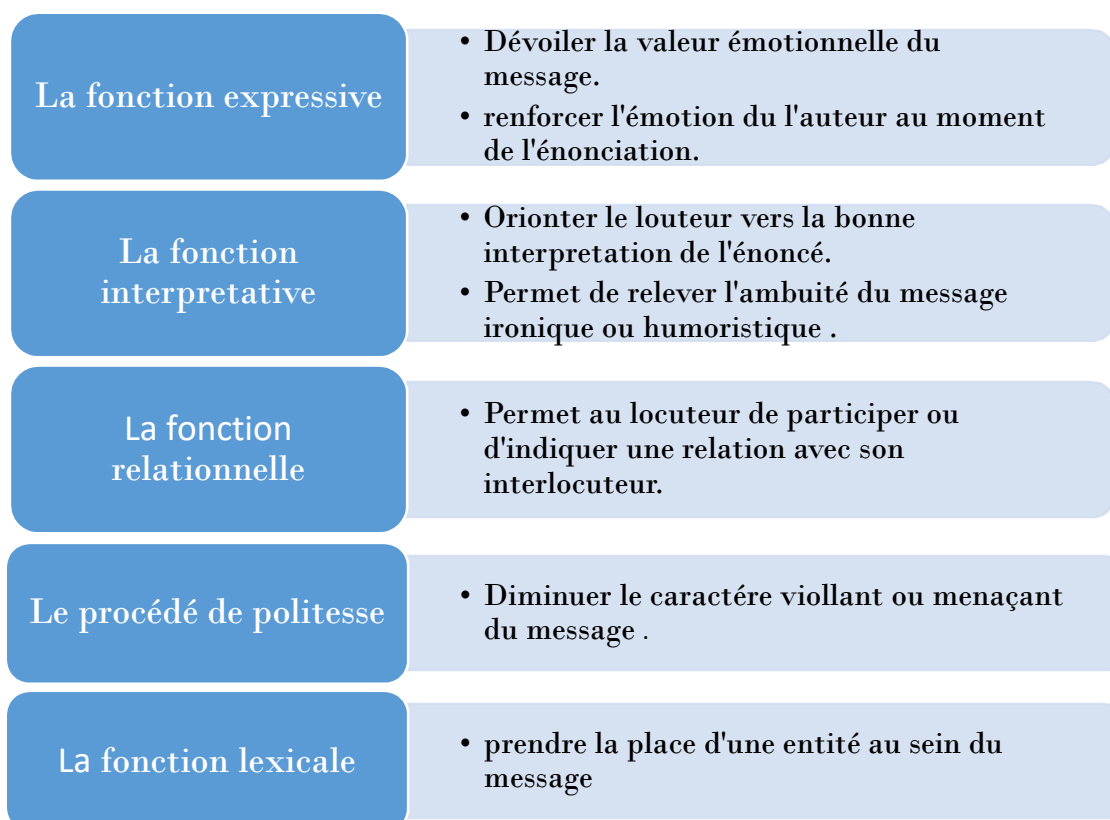 La fonction expressive
• Dévoiler la valeur émotionnelle du
message.
• renforcer l'émotion du l'auteur au moment
de l'énonciation.
La fonction
interpretative
• Orionter le louteur vers la bonne
interpretation de l'énoncé.
• Permet de relever l'ambuité du message
ironique ou humoristique .
La fonction
relationnelle
• Permet au locuteur de participer ou
d'indiquer une relation avec son
interlocuteur.
Le procédé de politesse
• Diminuer le caractére viollant ou menaçant
du message .
La fonction lexicale
• prendre la place d'une entité au sein du
message